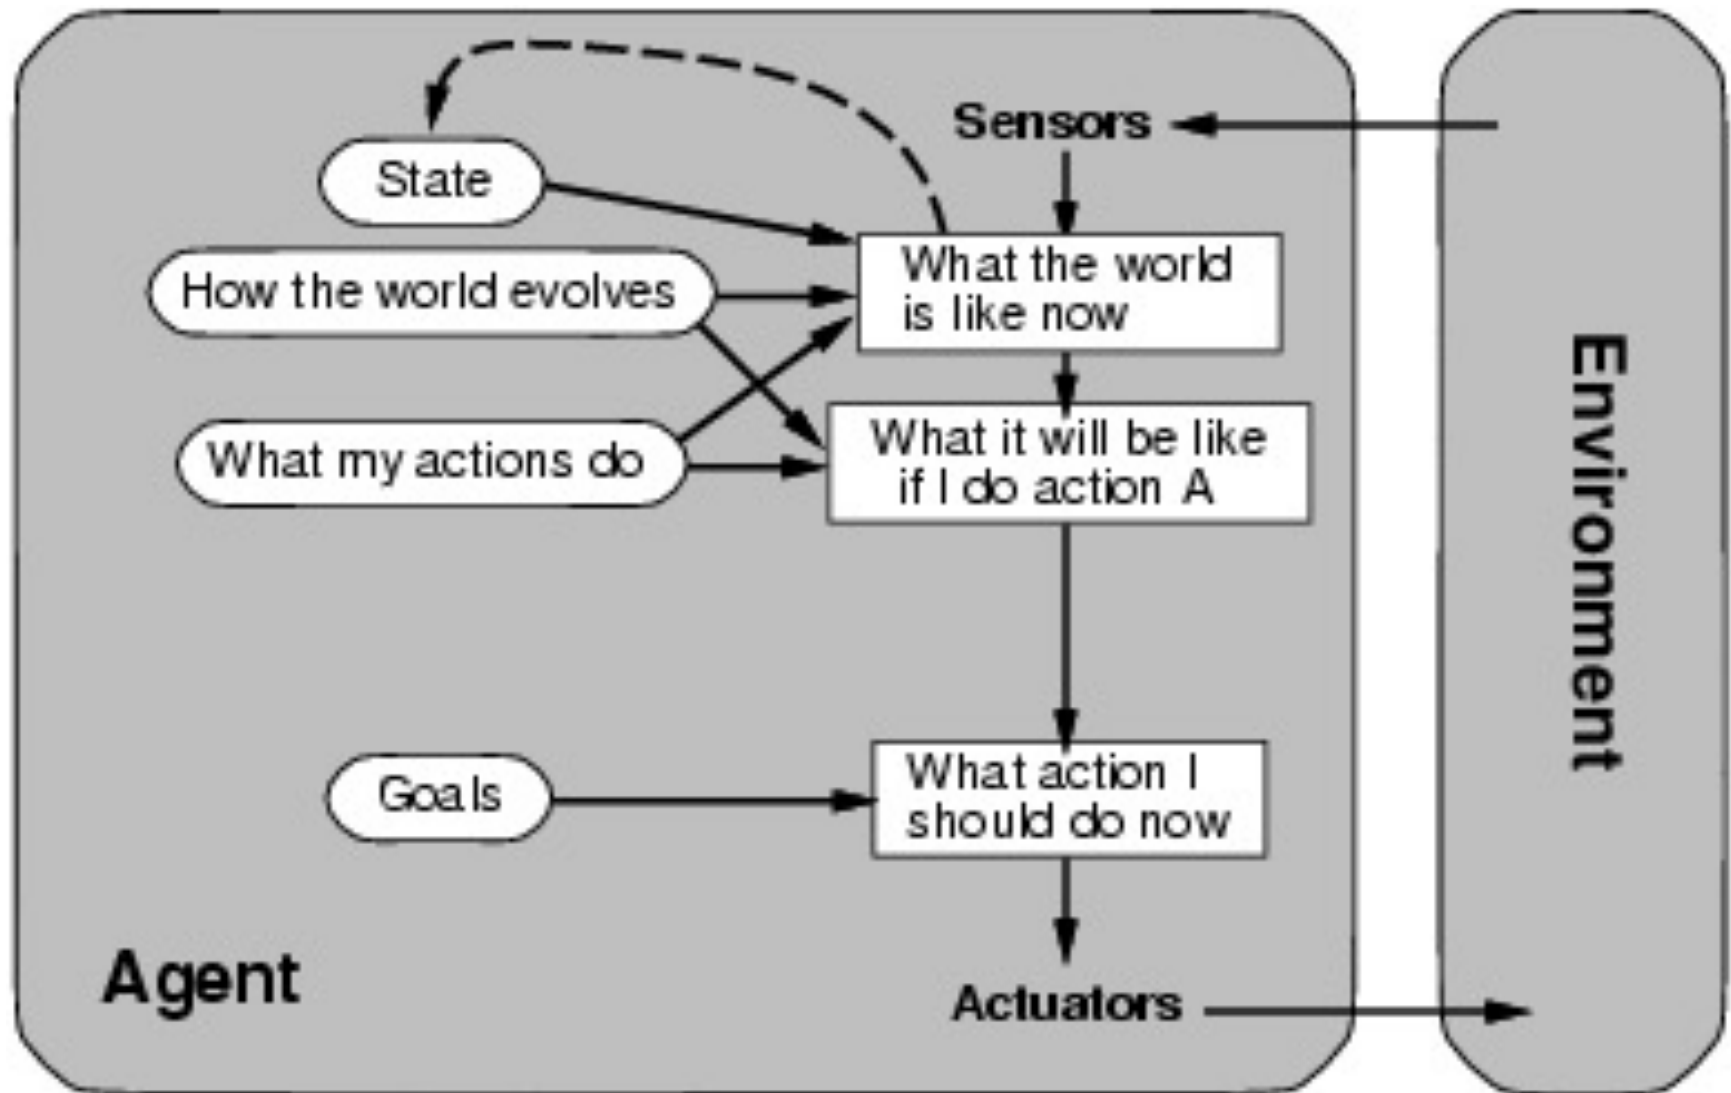 Sensors
State
What the world
is like now
How the world evolves
What my actions do
What it will be like
if I do action A
Goals
What action I
should do now
Agent
Actuators
Environment